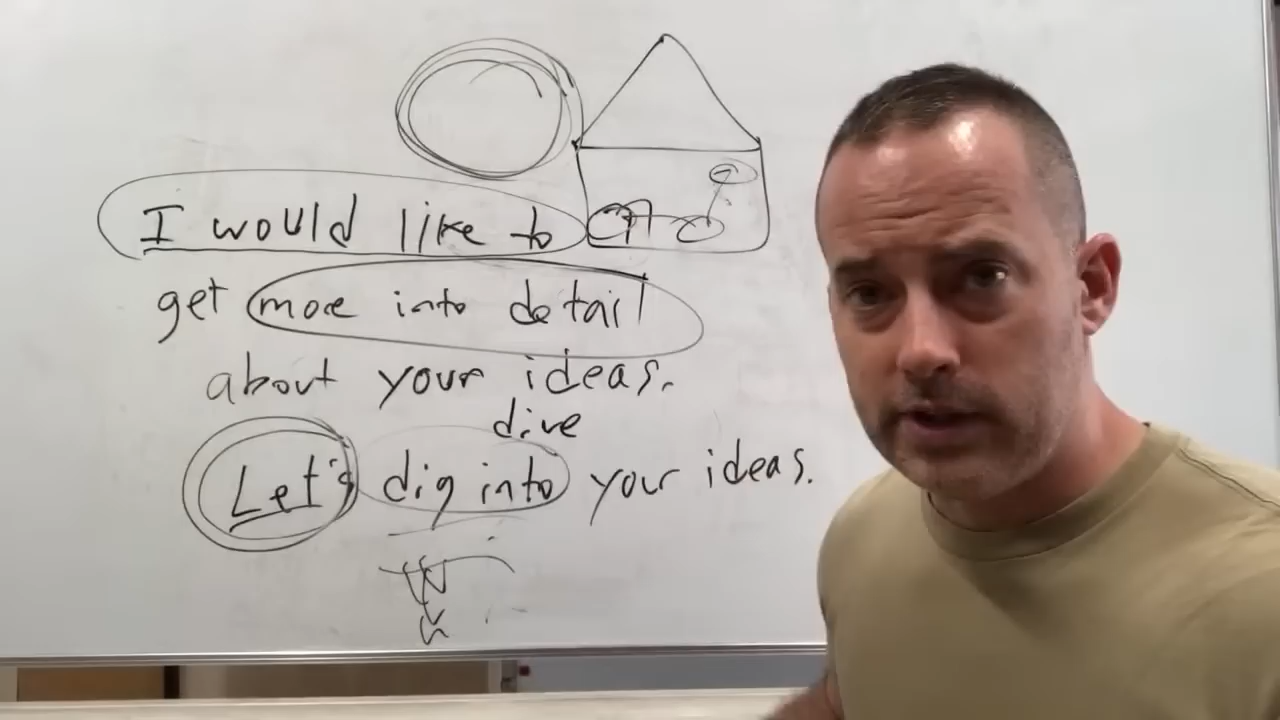 I would like to
get more into detail
about your ideas.
dive
Let's dig into your ideas.